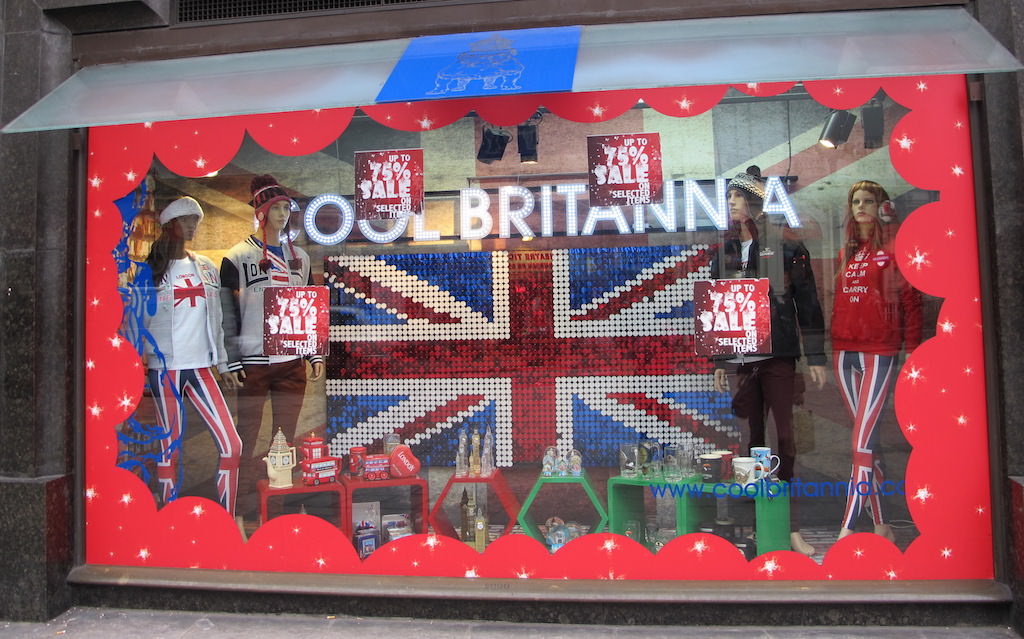 UP TO
75%
SALE
ON
*SELECTED
ITEMS
UP TO
75%
SALE
ON
*SELECTED
ITEMS
COOL BRITANNIA
LONDON
LONDON
UP TO
75%
SALE
ON
*SELECTED
ITEMS
UP TO
75%
SALE
ON
*SELECTED
ITEMS
KEEP
CALM
AND
CARRY
ON
LONDON
www.coolbritannia.co